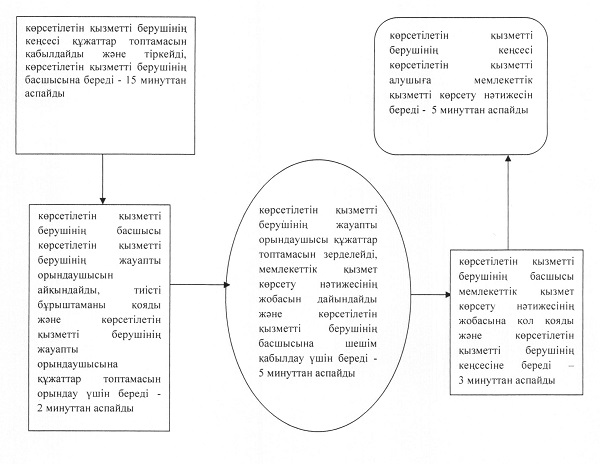 көрсетілетін қызметті берушінің
кеңсесі құжаттар топтамасын
қабылдайды және тіркейді,
көрсетілетін қызметті берушінің
басшысына береді - 15 минуттан
аспайды
көрсетілетін қызметті
берушінің басшысы
көрсетілетін қызметті
берушінің жауапты
орындаушысын
айқындайды, тиісті
бұрыштаманы қояды
және көрсетілетін
қызметті берушінің
жауапты
орындаушысына
құжаттар топтамасын
орындау үшін береді -
2 минуттан аспайды
көрсетілетін қызметті
берушінің жауапты
орындаушысы құжаттар
топтамасын зерделейді,
мемлекеттік қызмет
көрсету нәтижесінің
жобасын дайындайды
және көрсетілетін
қызметті берушінің
басшысына шешім
қабылдау үшін береді -
5 минуттан аспайды
көрсетілетін қызметті
берушінің басшысы
мемлекеттік қызмет
көрсету нәтижесінің
жобасына қол қояды
және көрсетілетін
қызметті берушінің
кеңсесіне береді –
3 минуттан аспайды
көрсетілетін қызметті
берушінің кеңсесі
көрсетілетін қызметті
алушыға мемлекеттік
қызметті көрсету нәтижесін
береді - 5 минуттан аспайды